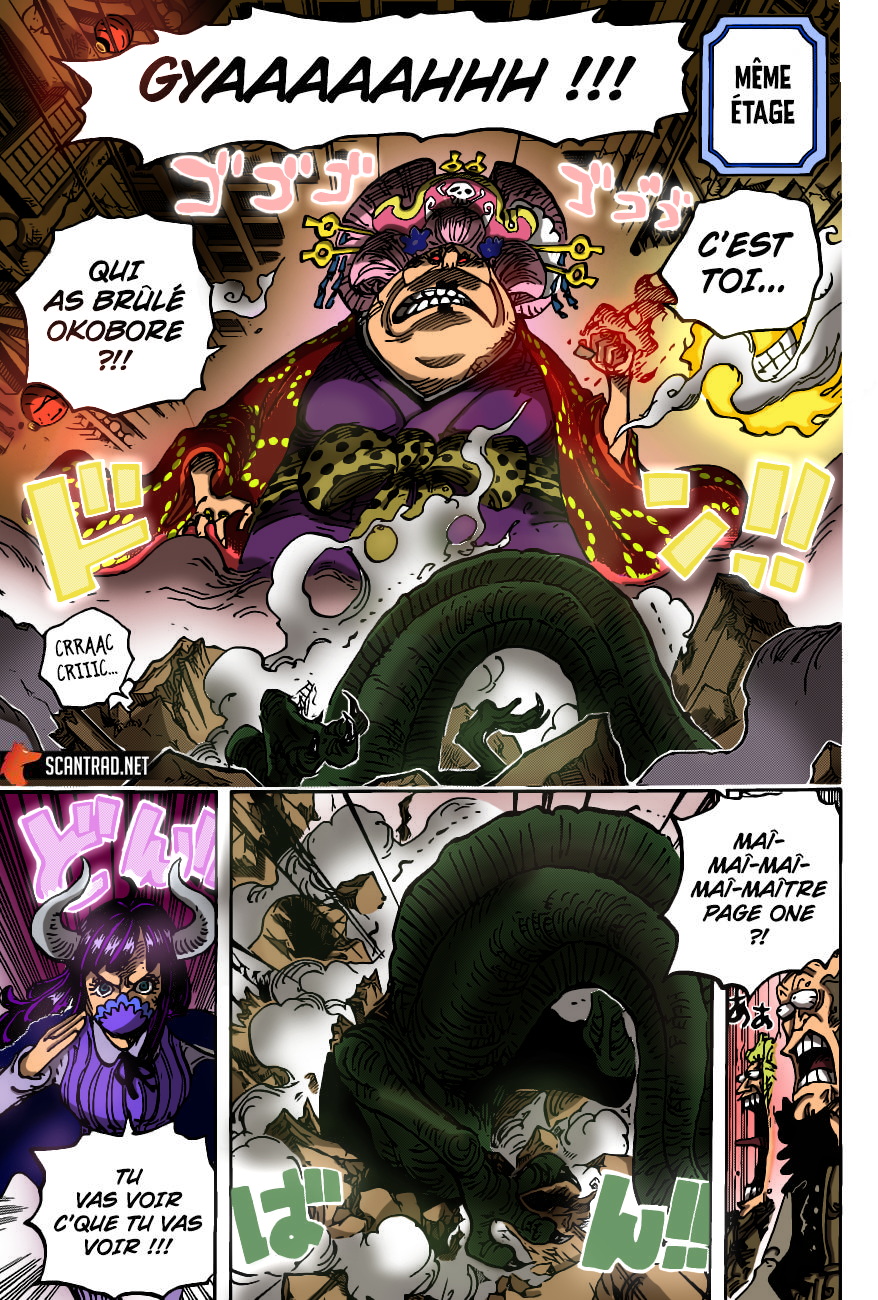 MÊME
ÉTAGE
GYAAAAAHHH !!!
ゴゴゴ
ゴゴゴ
C'EST
TOI...
QUI
AS BRÛLÉ
OKOBORE
?!!
ドン!!
CRRAAC
CRIIIC...
SCANTRAD.NET
MAÎ-
MAÎ-MAÎ-
MAÎ-MAÎTRE
PAGE ONE
?!
ああ
ばん!!
どん!!
TU
VAS VOIR
C'QUE TU VAS
VOIR !!!